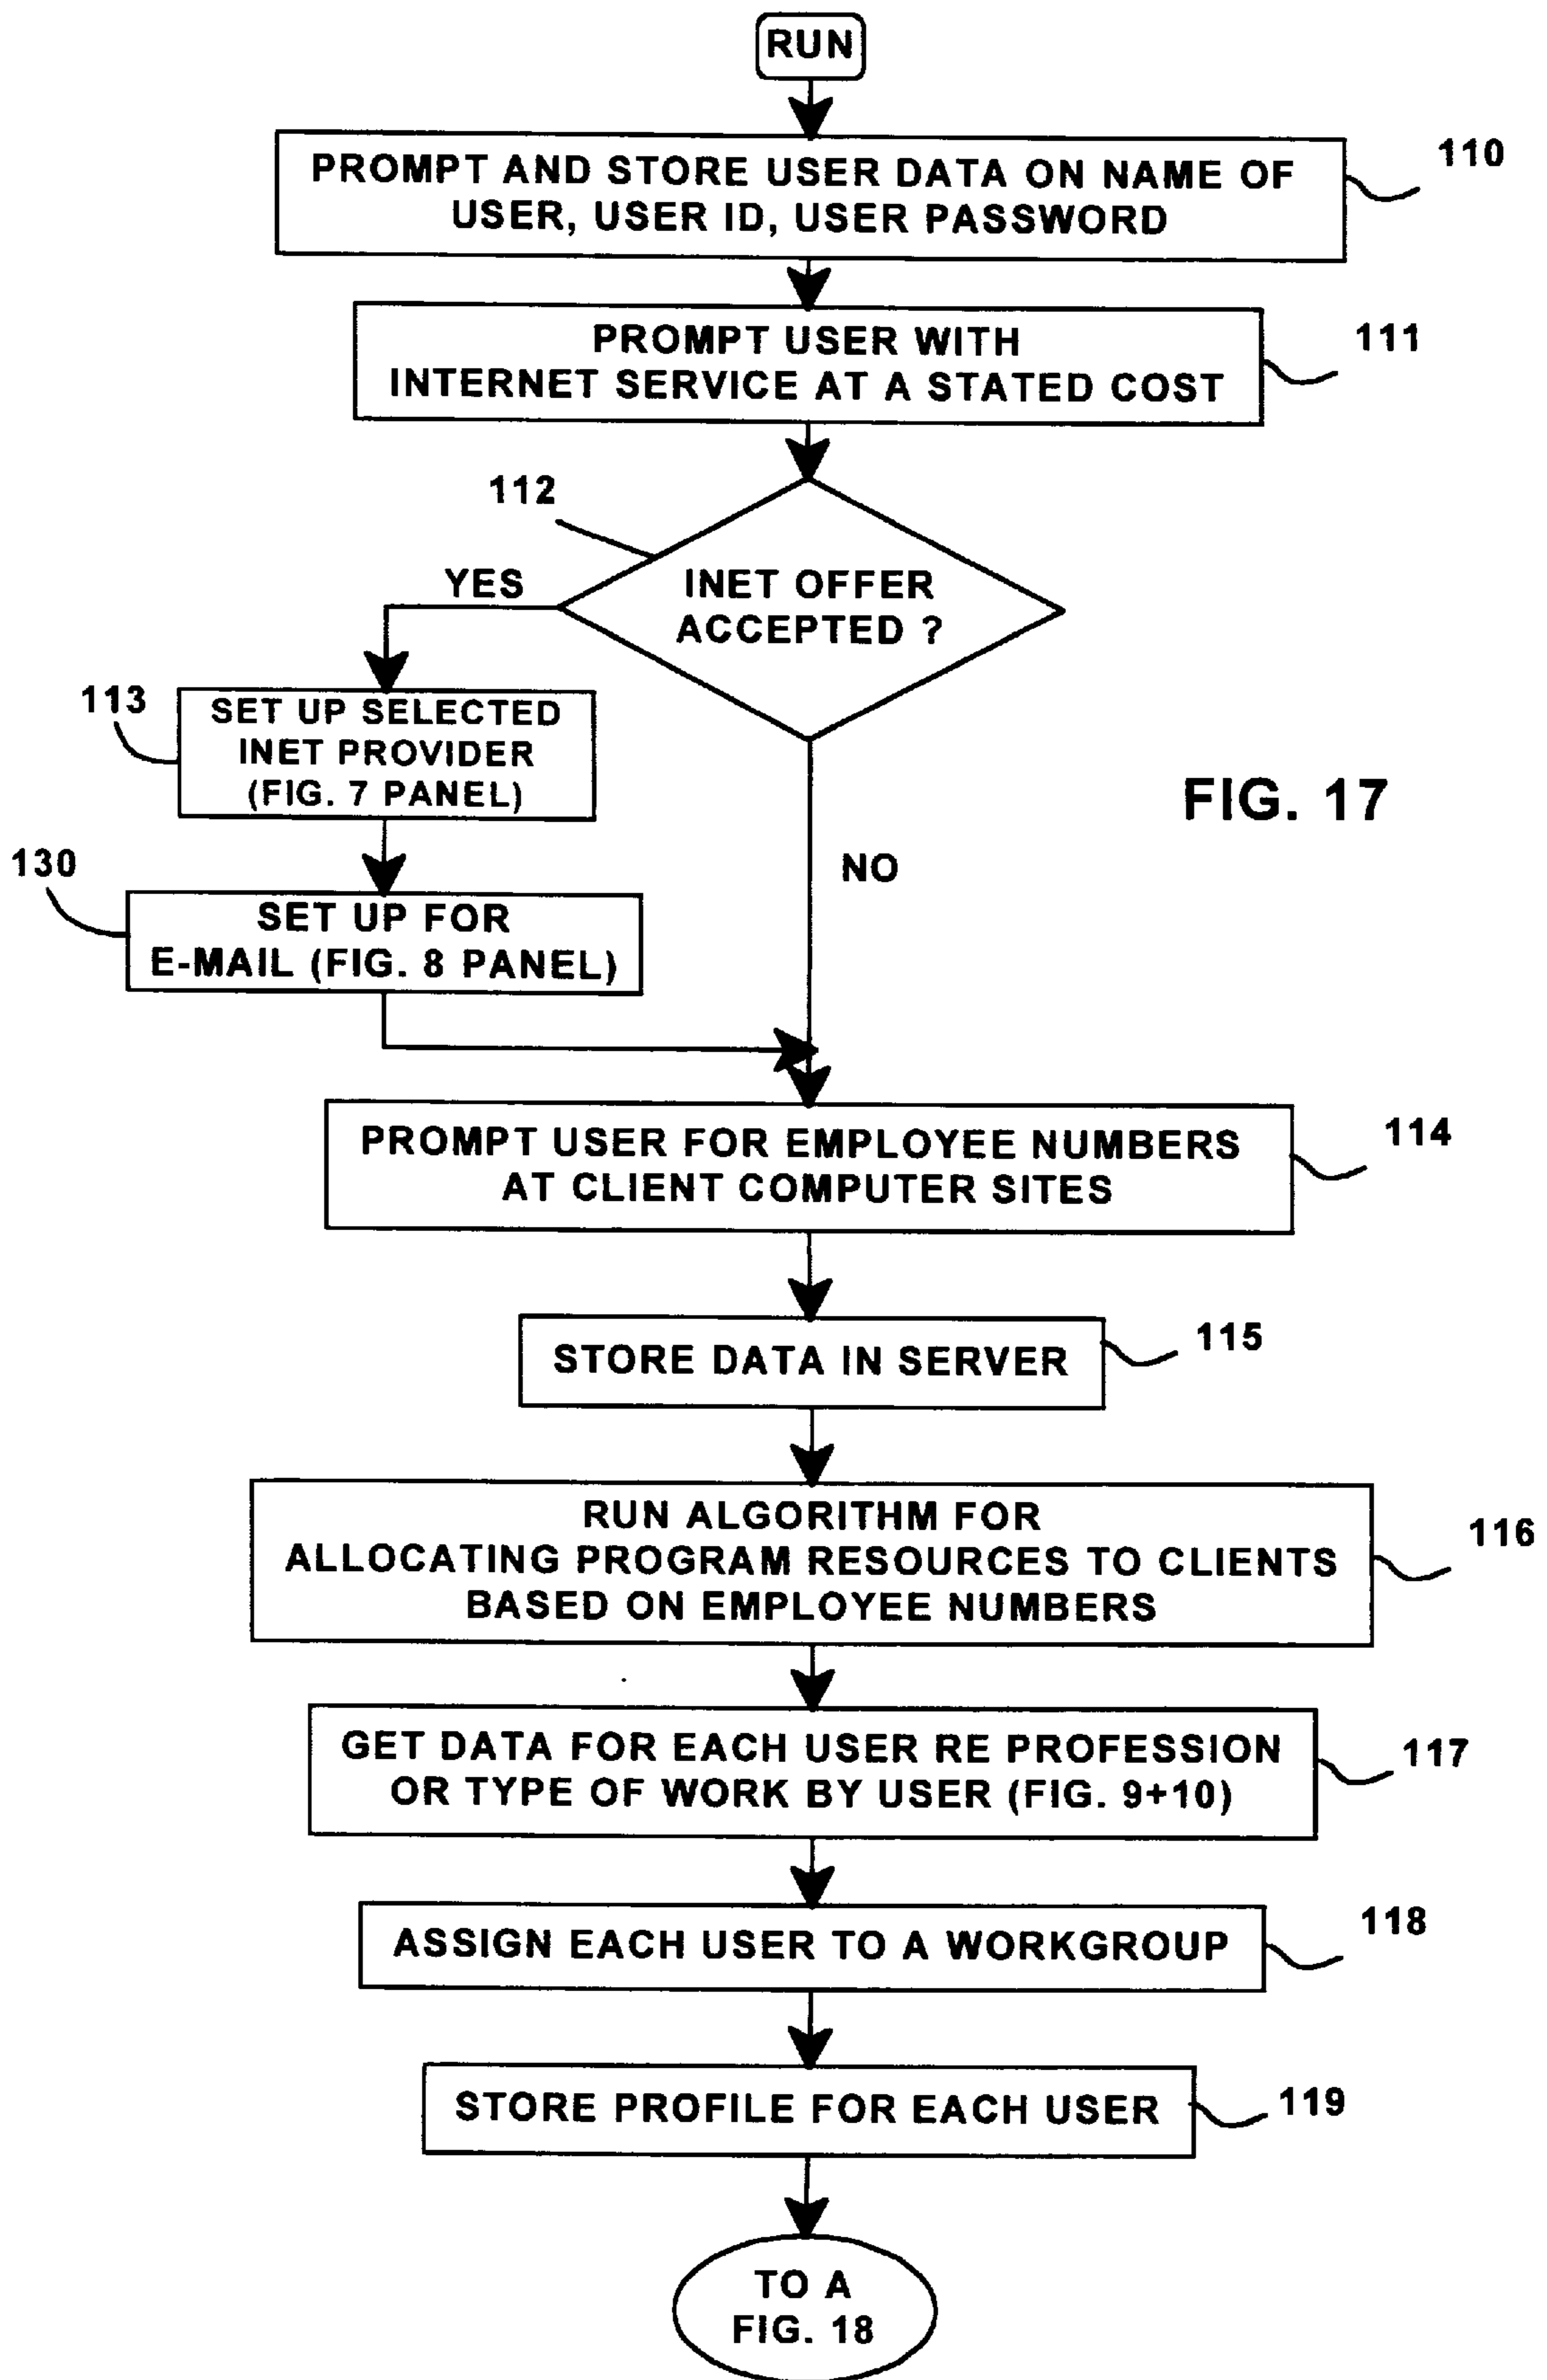 RUN
110
PROMPT AND STORE USER DATA ON NAME OF
USER, USER ID, USER PASSWORD
111
PROMPT USER WITH
INTERNET SERVICE AT A STATED COST
112
INET OFFER
ACCEPTED ?
YES
113
SET UP SELECTED
INET PROVIDER
(FIG. 7 PANEL)
FIG. 17
NO
130
SET UP FOR
E-MAIL (FIG. 8 PANEL)
114
PROMPT USER FOR EMPLOYEE NUMBERS
AT CLIENT COMPUTER SITES
115
STORE DATA IN SERVER
116
RUN ALGORITHM FOR
ALLOCATING PROGRAM RESOURCES TO CLIENTS
BASED ON EMPLOYEE NUMBERS
117
GET DATA FOR EACH USER RE PROFESSION
OR TYPE OF WORK BY USER (FIG. 9+10)
118
ASSIGN EACH USER TO A WORKGROUP
119
STORE PROFILE FOR EACH USER
TO A
FIG. 18